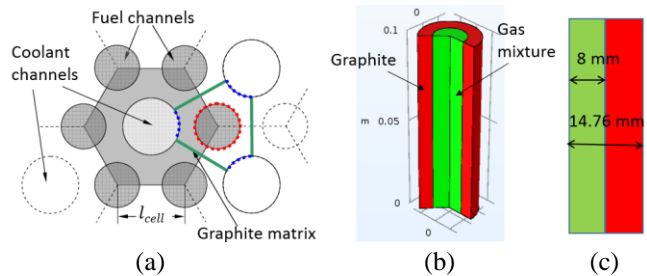 Fuel channels
Coolant
channels
l_cell
Graphite matrix
(a)
0.1
Gas
mixture
Graphite
m
0.05
0
0
0
(b)
8 mm
14.76 mm
(c)